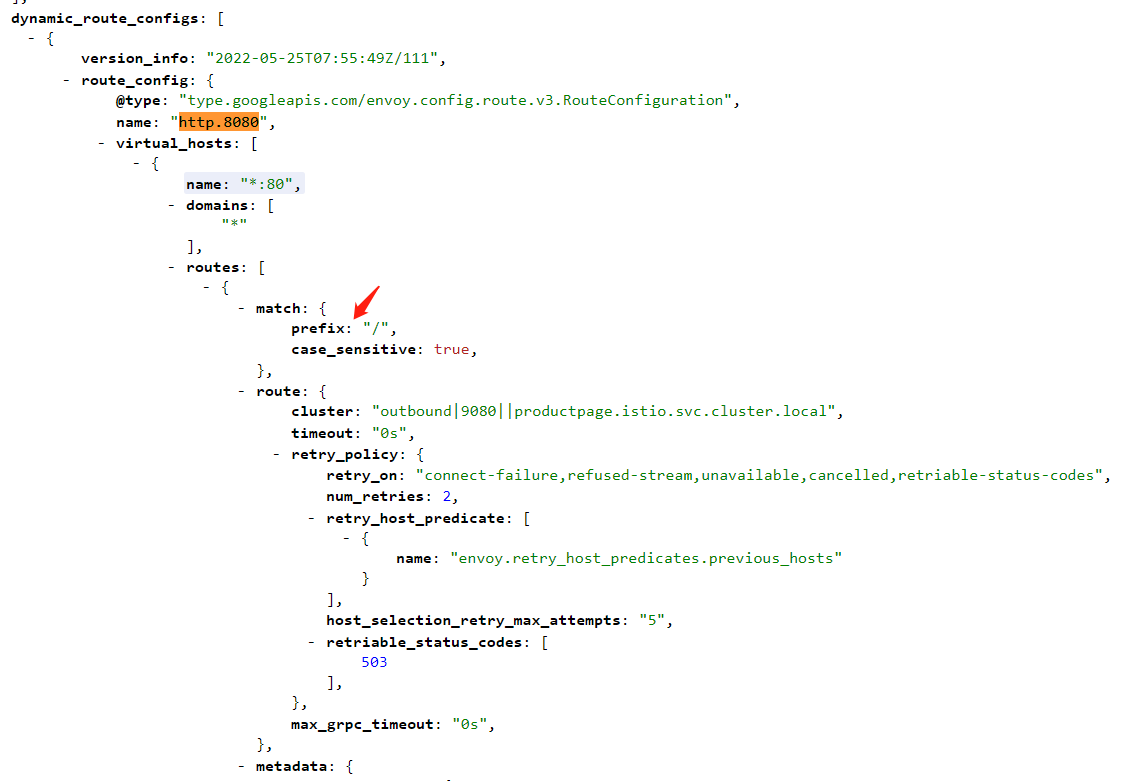 dynamic_route_configs: [
- {
version_info: "2022-05-25T07:55:49Z/111",
- route_config: {
@type: "type.googleapis.com/envoy.config.route.v3.RouteConfiguration",
name: "http.8080",
- virtual_hosts: [
- {
name: "*:80",
- domains: [
"*"
],
- routes: [
- {
- match: {
prefix: "/",
case_sensitive: true,
},
- route: {
cluster: "outbound|9080||productpage.istio.svc.cluster.local",
timeout: "0s",
- retry_policy: {
retry_on: "connect-failure,refused-stream,unavailable,cancelled,retriable-status-codes",
num_retries: 2,
- retry_host_predicate: [
- {
name: "envoy.retry_host_predicates.previous_hosts"
}
],
host_selection_retry_max_attempts: "5",
- retriable_status_codes: [
503
],
},
max_grpc_timeout: "0s",
},
- metadata: {